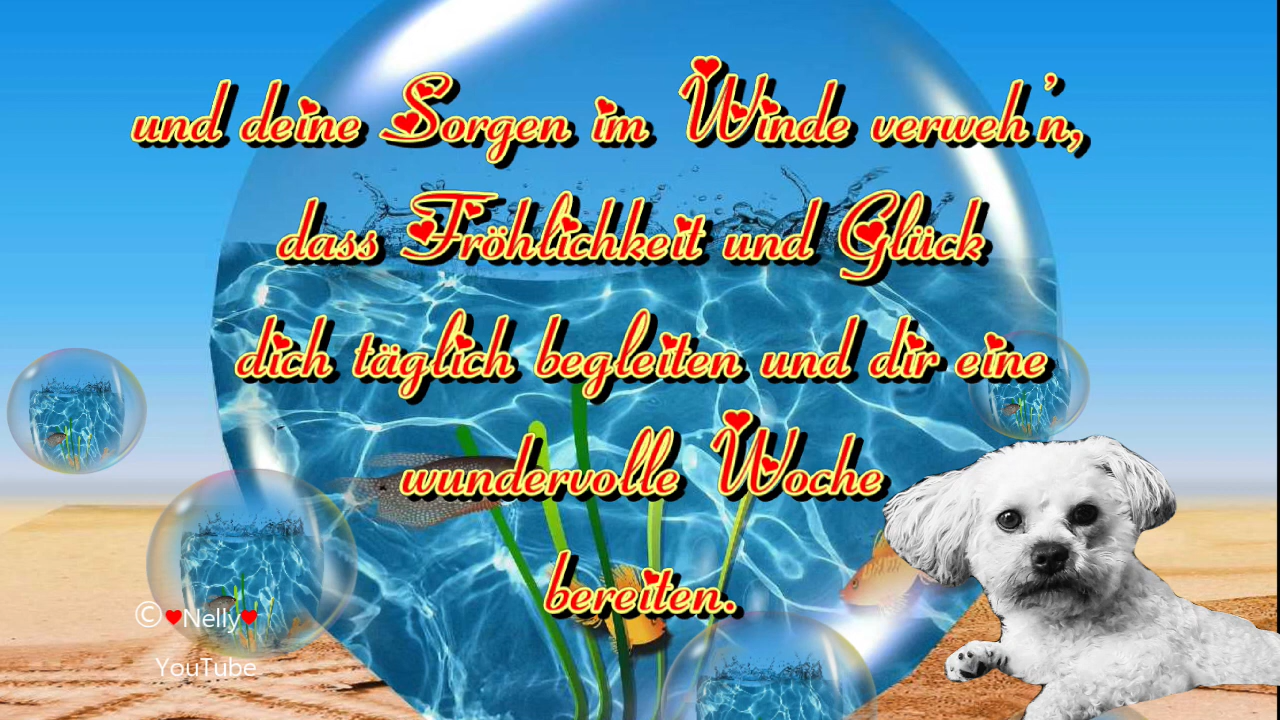 und deine Sorgen im Winde verweh'n,
dass Fröhlichkeit und Glück
dich täglich begleiten und dir eine
wundervolle Woche
bereiten.
© ♥Nelly♥
YouTube